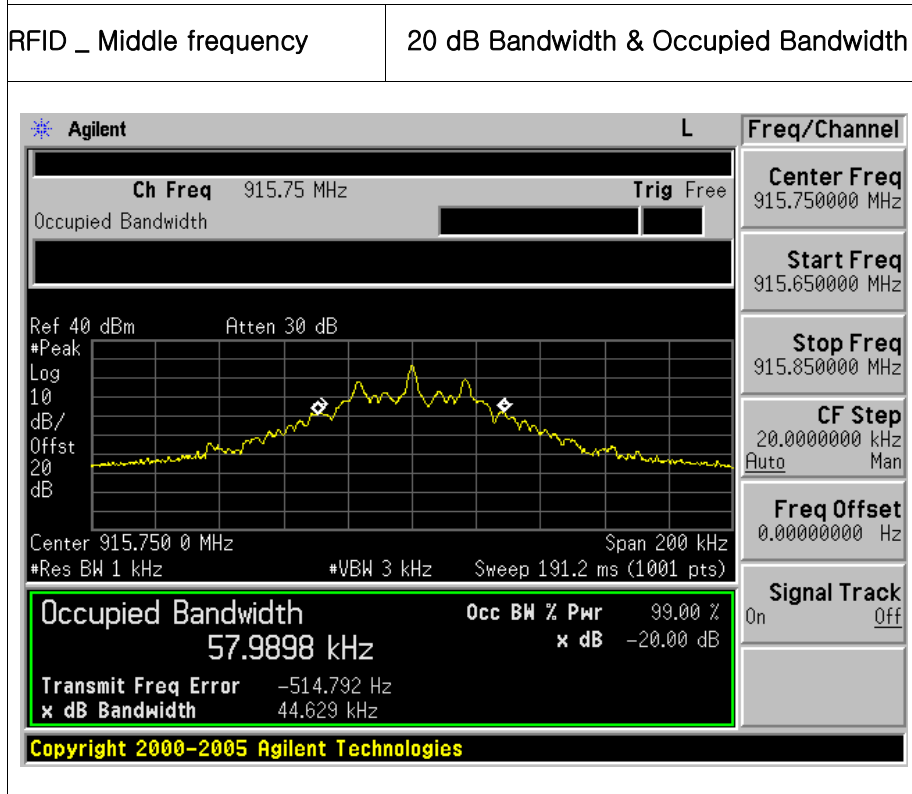 RFID _ Middle frequency
20 dB Bandwidth & Occupied Bandwidth
Agilent
L
Freq/Channel
Ch Freq 915.75 MHz
Trig Free
Occupied Bandwidth
Center Freq
915.750000 MHz
Start Freq
915.650000 MHz
Stop Freq
915.850000 MHz
CF Step
20.0000000 kHz
Auto Man
Freq Offset
0.00000000 Hz
Signal Track
On Off
Ref 40 dBm
Atten 30 dB
#Peak
Log
10
dB/
Offst
20
dB
Center 915.750 0 MHz
Span 200 kHz
#Res BW 1 kHz
#VBW 3 kHz
Sweep 191.2 ms (1001 pts)
Occupied Bandwidth
57.9898 kHz
Occ BW % Pwr 99.00 %
x dB -20.00 dB
Transmit Freq Error -514.792 Hz
x dB Bandwidth 44.629 kHz
Copyright 2000-2005 Agilent Technologies